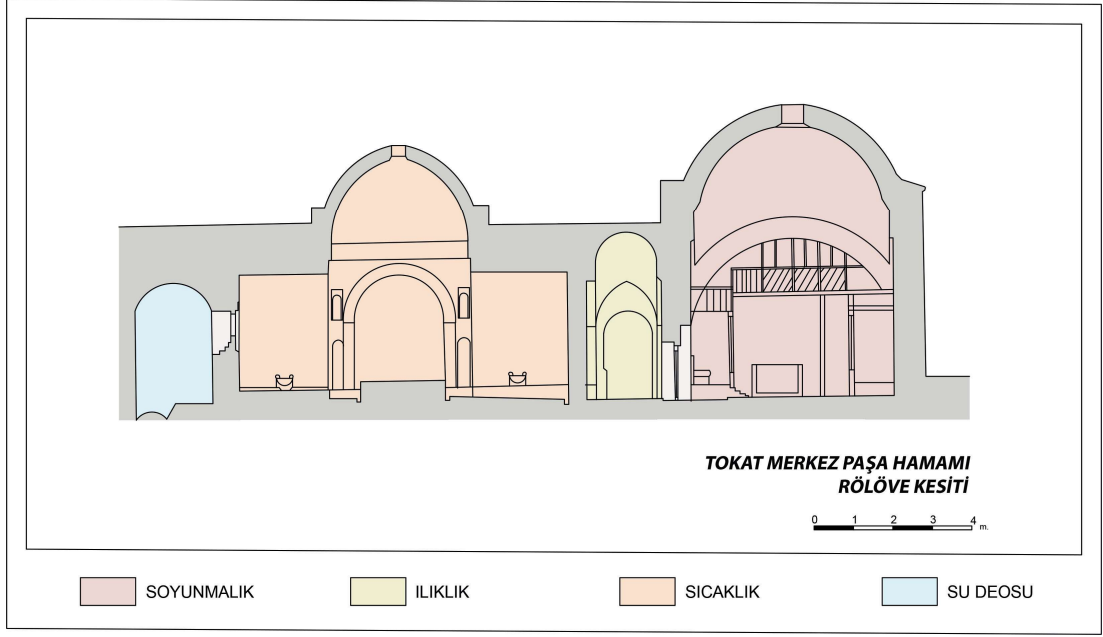 TOKAT MERKEZ PAŞA HAMAMI
RÖLÖVE KESİTİ
0 1 2 3 4 m.
SOYUNMALIK ILIKLIK SICAKLIK SU DEOSU